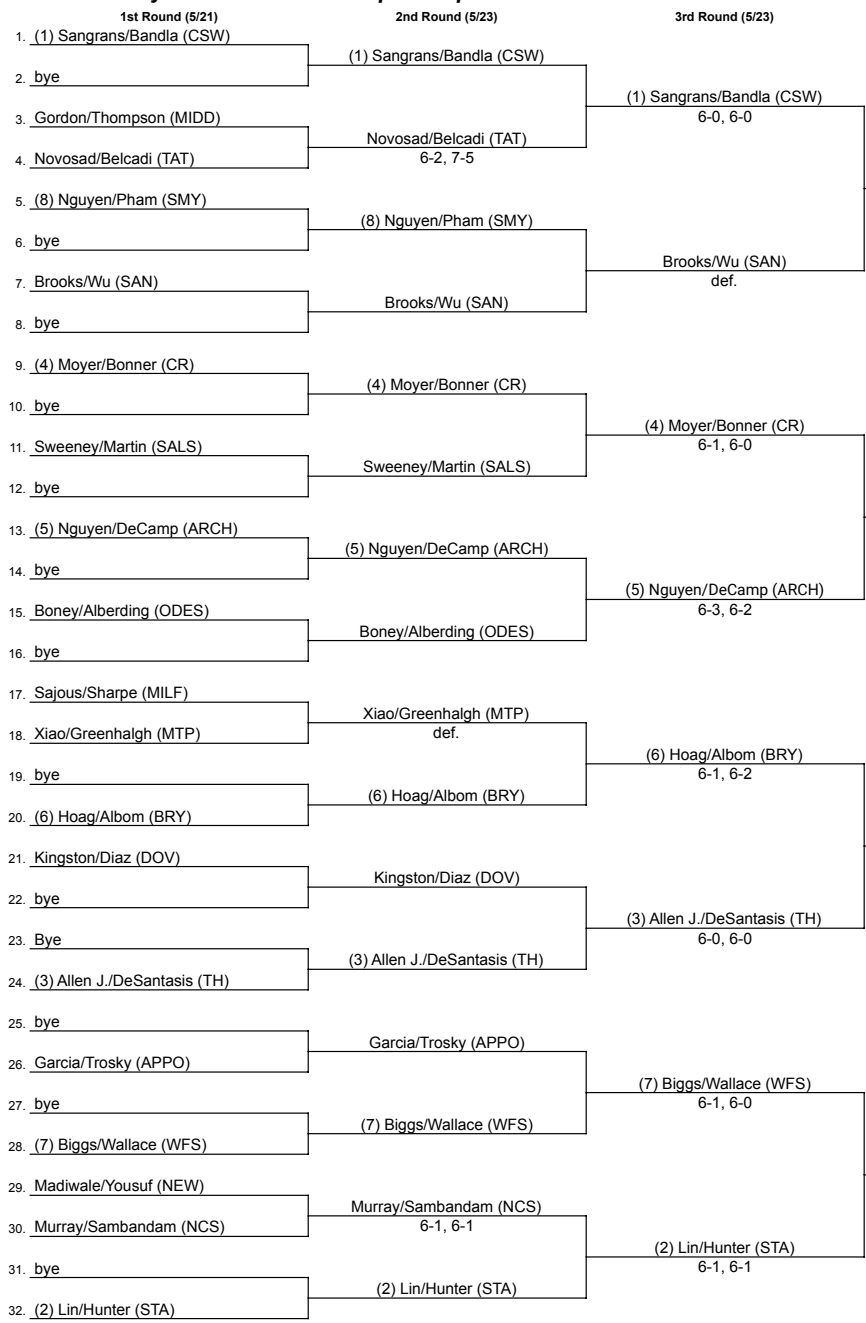 1st Round (5/21)
2nd Round (5/23)
3rd Round (5/23)
1. (1) Sangrans/Bandla (CSW)
2. bye
3. Gordon/Thompson (MIDD)
4. Novosad/Belcadi (TAT)
5. (8) Nguyen/Pham (SMY)
6. bye
7. Brooks/Wu (SAN)
8. bye
9. (4) Moyer/Bonner (CR)
10. bye
11. Sweeney/Martin (SALS)
12. bye
13. (5) Nguyen/DeCamp (ARCH)
14. bye
15. Boney/Alberding (ODES)
16. bye
17. Sajous/Sharpe (MILF)
18. Xiao/Greenhalgh (MTP)
19. bye
20. (6) Hoag/Albom (BRY)
21. Kingston/Diaz (DOV)
22. bye
23. Bye
24. (3) Allen J./DeSantasis (TH)
25. bye
26. Garcia/Trosky (APPO)
27. bye
28. (7) Biggs/Wallace (WFS)
29. Madiwale/Yousuf (NEW)
30. Murray/Sambandam (NCS)
31. bye
32. (2) Lin/Hunter (STA)
(1) Sangrans/Bandla (CSW)
Novosad/Belcadi (TAT)
6-2, 7-5
(8) Nguyen/Pham (SMY)
Brooks/Wu (SAN)
(4) Moyer/Bonner (CR)
Sweeney/Martin (SALS)
(5) Nguyen/DeCamp (ARCH)
Boney/Alberding (ODES)
Xiao/Greenhalgh (MTP)
def.
(6) Hoag/Albom (BRY)
Kingston/Diaz (DOV)
(3) Allen J./DeSantasis (TH)
Garcia/Trosky (APPO)
(7) Biggs/Wallace (WFS)
Murray/Sambandam (NCS)
6-1, 6-1
(2) Lin/Hunter (STA)
(1) Sangrans/Bandla (CSW)
6-0, 6-0
Brooks/Wu (SAN)
def.
(4) Moyer/Bonner (CR)
6-1, 6-0
(5) Nguyen/DeCamp (ARCH)
6-3, 6-2
(6) Hoag/Albom (BRY)
6-1, 6-2
(3) Allen J./DeSantasis (TH)
6-0, 6-0
(7) Biggs/Wallace (WFS)
6-1, 6-0
(2) Lin/Hunter (STA)
6-1, 6-1